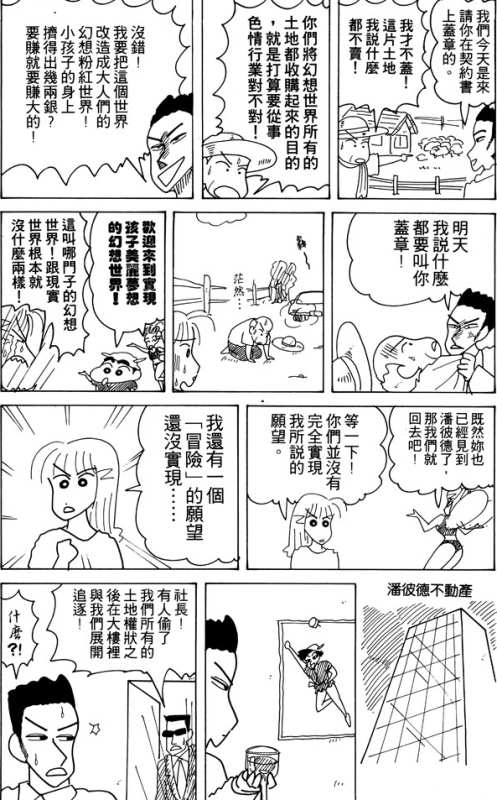 我們今天是來
請你在契約書
上蓋章的。
我才不蓋！
這片土地
我說什麼
都不賣！
你們將幻想世界所有的
土地都收購起來的目的
，就是打算要從事
色情行業對不對！
沒錯！
我要把這個世界
改造成大人們的
幻想粉紅世界！
小孩子的身上
擠得出幾兩銀？
要賺就要賺大的！
明天
我說什麼
都要叫你
蓋章！
茫然…
歡迎來到實現
孩子美麗夢想
的幻想世界！
這叫哪門子的幻想
世界！跟現實
世界根本就
沒什麼兩樣！
既然妳也
已經見到
潘彼德了，
那我們就
回去吧！
等一下！
你們並沒有
完全實現
我所說的
願望。
我還有一個
「冒險」的願望
還沒實現……
潘彼德不動產
社長！
有人偷了
我們所有的
土地權狀之
後在大樓裡
與我們展開
追逐！
什麼?!